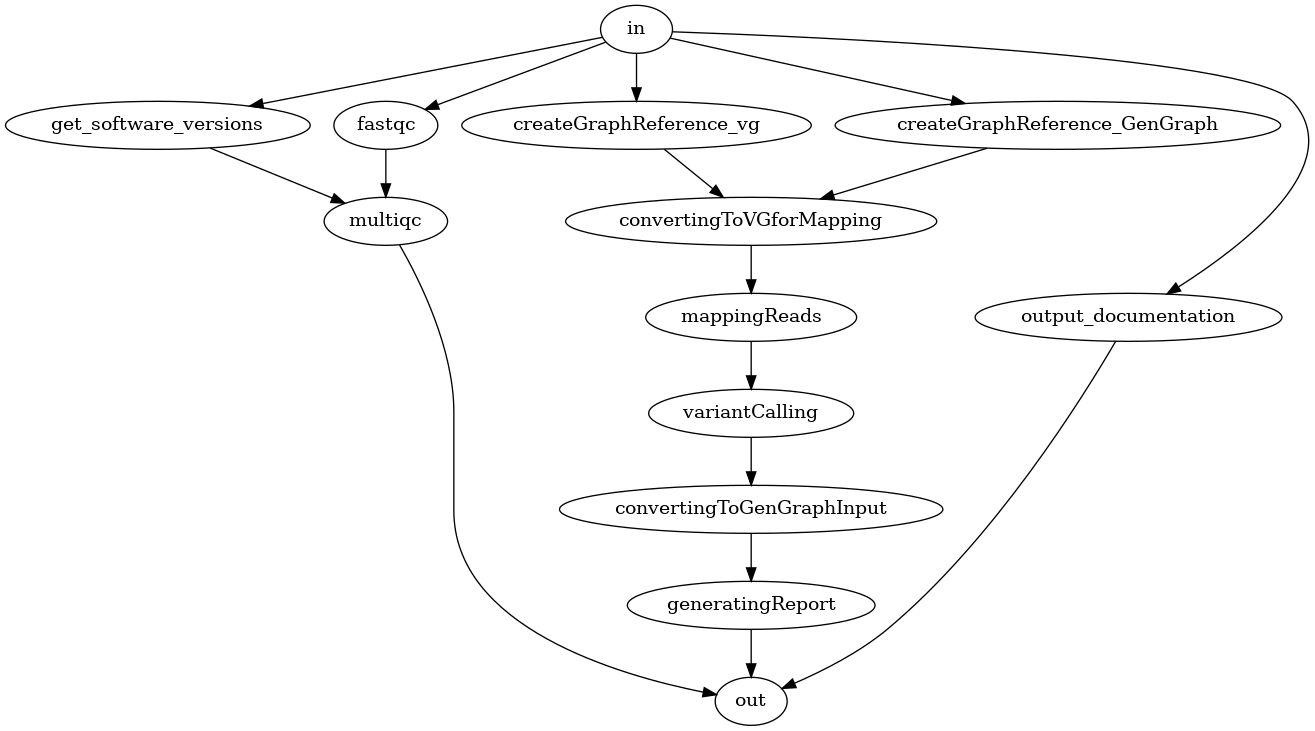 in
get_software_versions
fastqc
createGraphReference_vg
createGraphReference_GenGraph
multiqc
convertingToVGforMapping
mappingReads
output_documentation
variantCalling
convertingToGenGraphInput
generatingReport
out